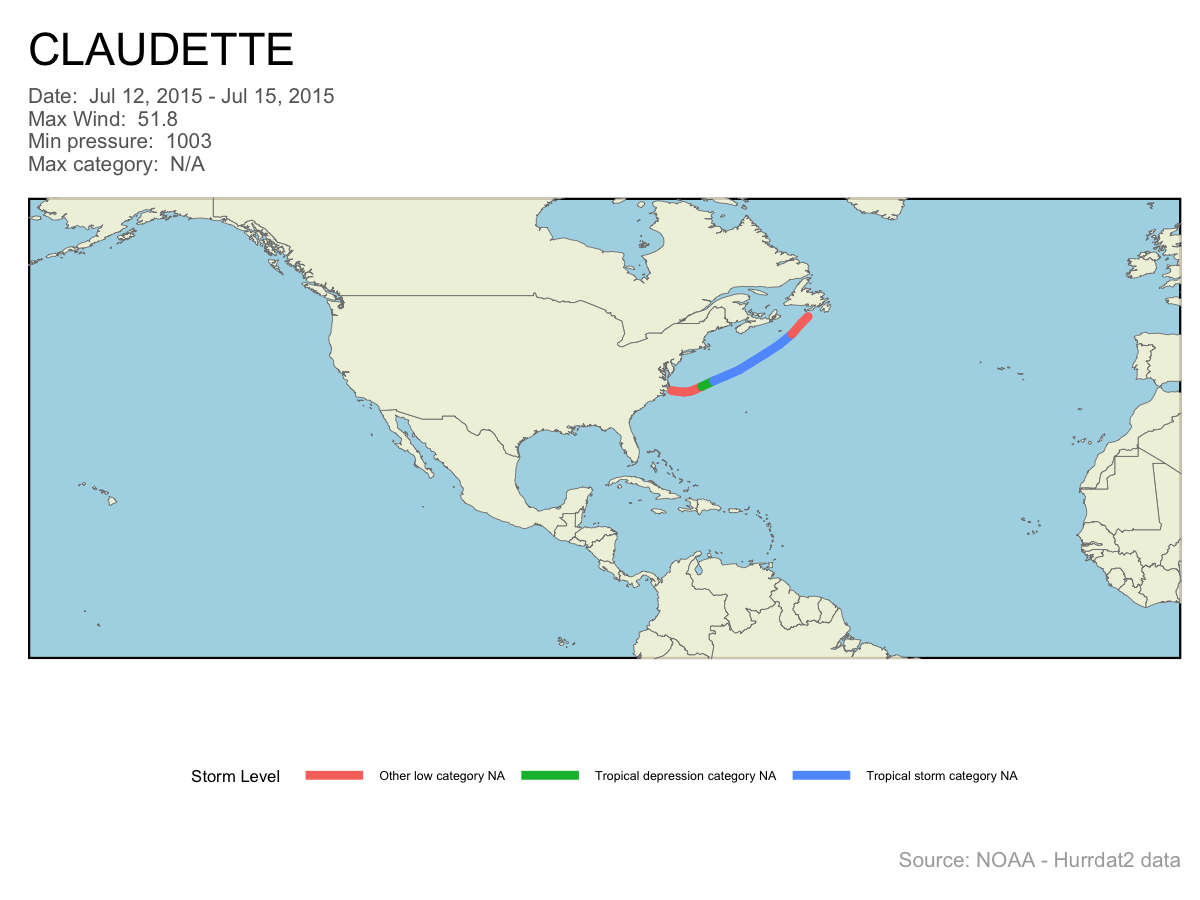 CLAUDETTE
Date:  Jul 12, 2015 - Jul 15, 2015
Max Wind:  51.8
Min pressure:  1003
Max category:  N/A
Storm Level
Other low category NA
Tropical depression category NA
Tropical storm category NA
Source: NOAA - Hurrdat2 data